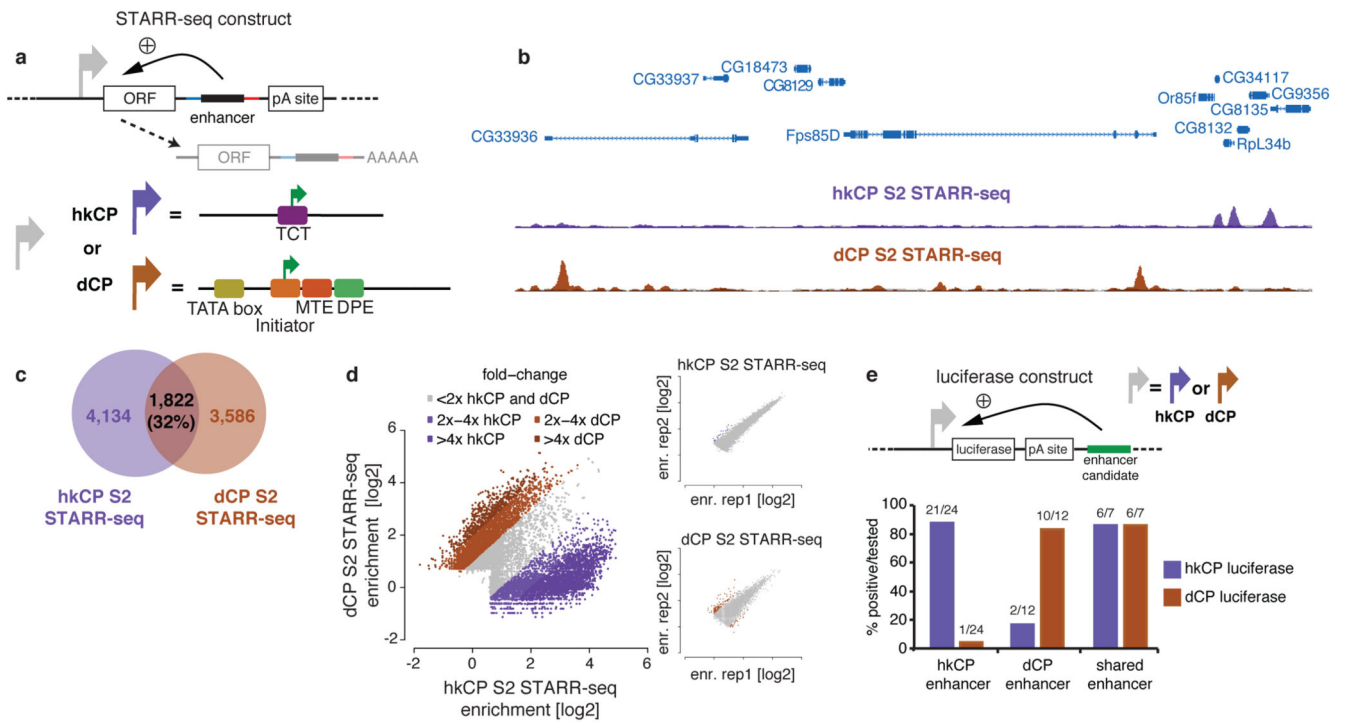 STARR-seq construct
a
⊕
ORF
enhancer
pA site
ORF
AAAAA
hkCP
=
TCT
or
dCP
=
TATA box
MTE
DPE
Initiator
b
CG33937
CG18473
CG8129
CG34117
Or85f
CG9356
CG8135
CG33936
Fps85D
CG8132
RpL34b
hkCP S2 STARR-seq
dCP S2 STARR-seq
c
4,134
1,822
(32%)
3,586
hkCP S2
STARR-seq
dCP S2
STARR-seq
d
fold-change
<2x hkCP and dCP
2x-4x hkCP
2x-4x dCP
>4x hkCP
>4x dCP
dCP S2 STARR-seq
enrichment [log2]
6
4
2
0
-2
-2
0
2
4
6
hkCP S2 STARR-seq
enrichment [log2]
hkCP S2 STARR-seq
enr. rep2 [log2]
enr. rep1 [log2]
dCP S2 STARR-seq
enr. rep2 [log2]
enr. rep1 [log2]
e
luciferase construct
⊕
luciferase
pA site
enhancer
candidate
=
or
hkCP
dCP
% positive/tested
100
80
60
40
20
0
21/24
1/24
2/12
10/12
6/7
6/7
hkCP
enhancer
dCP
enhancer
shared
enhancer
hkCP luciferase
dCP luciferase